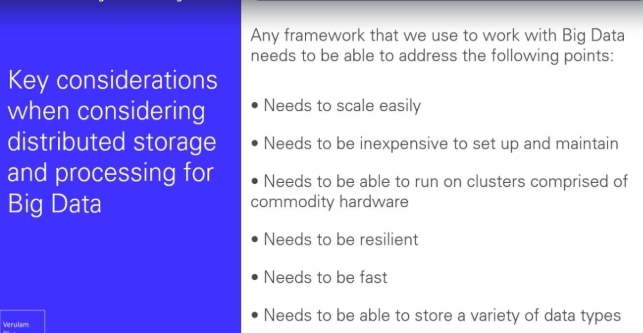 Key considerations
when considering
distributed storage
and processing for
Big Data
Any framework that we use to work with Big Data
needs to be able to address the following points:
• Needs to scale easily
• Needs to be inexpensive to set up and maintain
• Needs to be able to run on clusters comprised of
commodity hardware
• Needs to be resilient
• Needs to be fast
• Needs to be able to store a variety of data types
Verulam